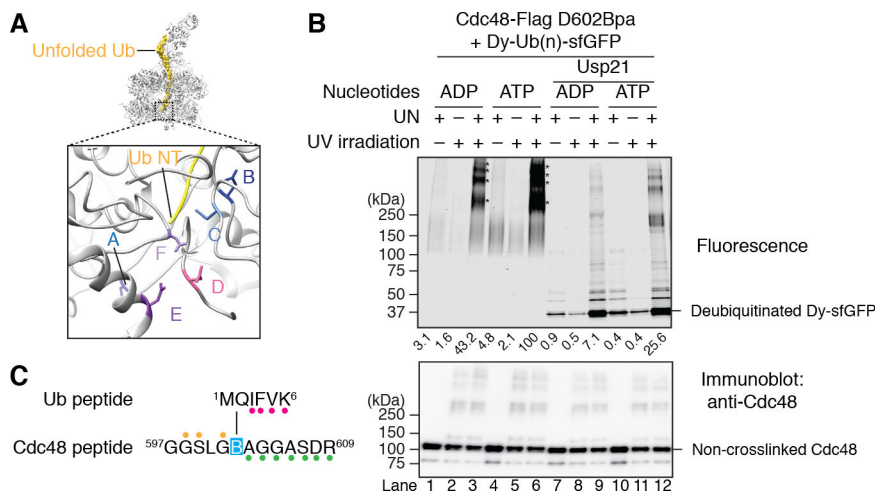 A
Unfolded Ub
Ub NT
B
C
A
F
D
E
B
Cdc48-Flag D602Bpa
+ Dy-Ub(n)-sfGFP
Usp21
Nucleotides ADP ATP ADP ATP
UN + − + + − + + − + + − +
UV irradiation − + + − + + − + + − + +
(kDa)
250
150
100
75
50
37
Fluorescence
Deubiquitinated Dy-sfGFP
3.1 1.6 43.2 4.8 2.1 100 0.9 0.5 7.1 0.4 0.4 25.6
(kDa)
250
150
100
75
Immunoblot:
anti-Cdc48
Non-crosslinked Cdc48
Lane 1 2 3 4 5 6 7 8 9 10 11 12
C
Ub peptide ¹MQIFVK⁶
Cdc48 peptide ⁵⁹⁷GGSLGBAGGASDR⁶⁰⁹